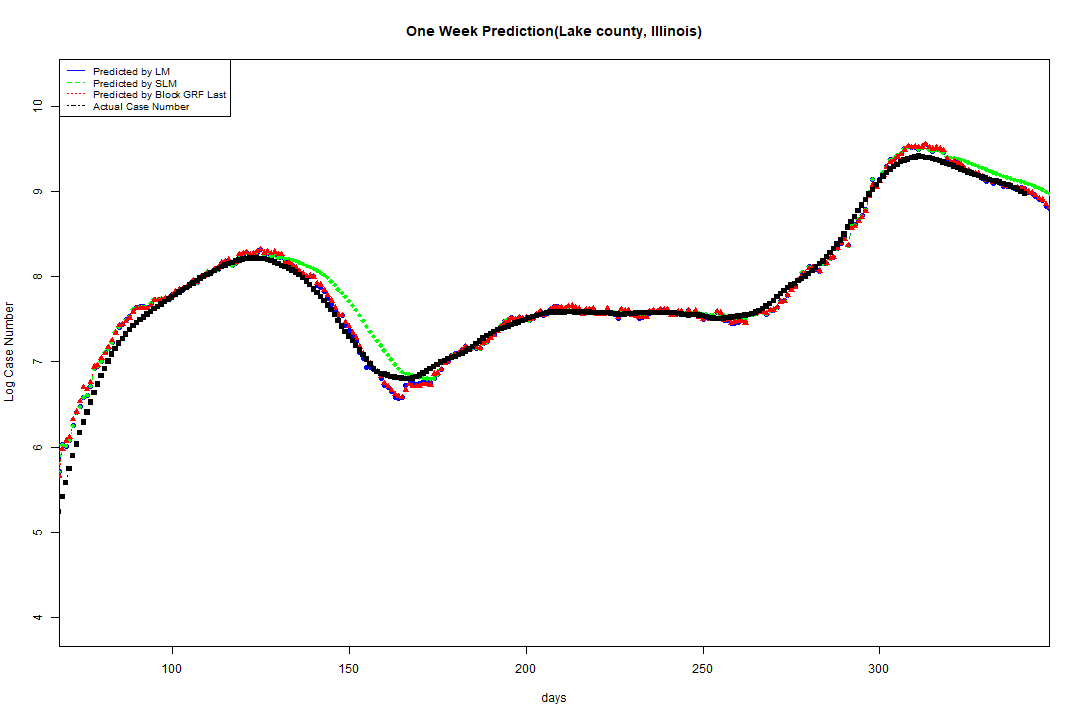 One Week Prediction(Lake county, Illinois)
Predicted by LM
Predicted by SLM
Predicted by Block GRF Last
Actual Case Number
10
9
8
7
6
5
4
Log Case Number
100 150 200 250 300
days